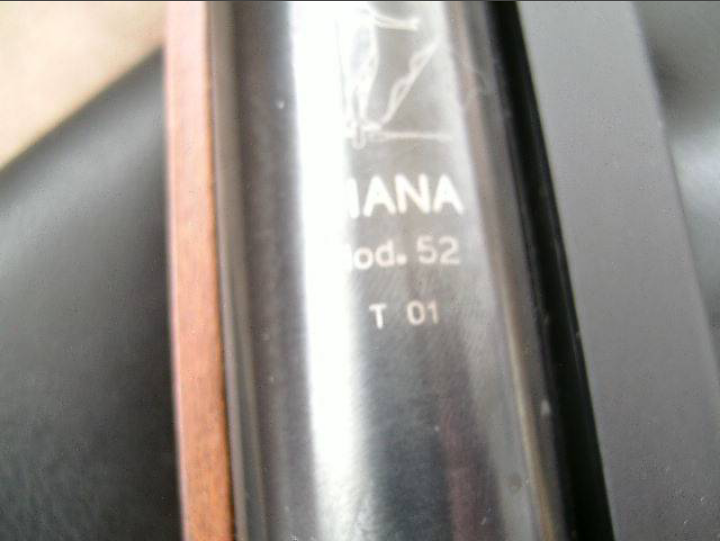 IANA
od. 52
T 01